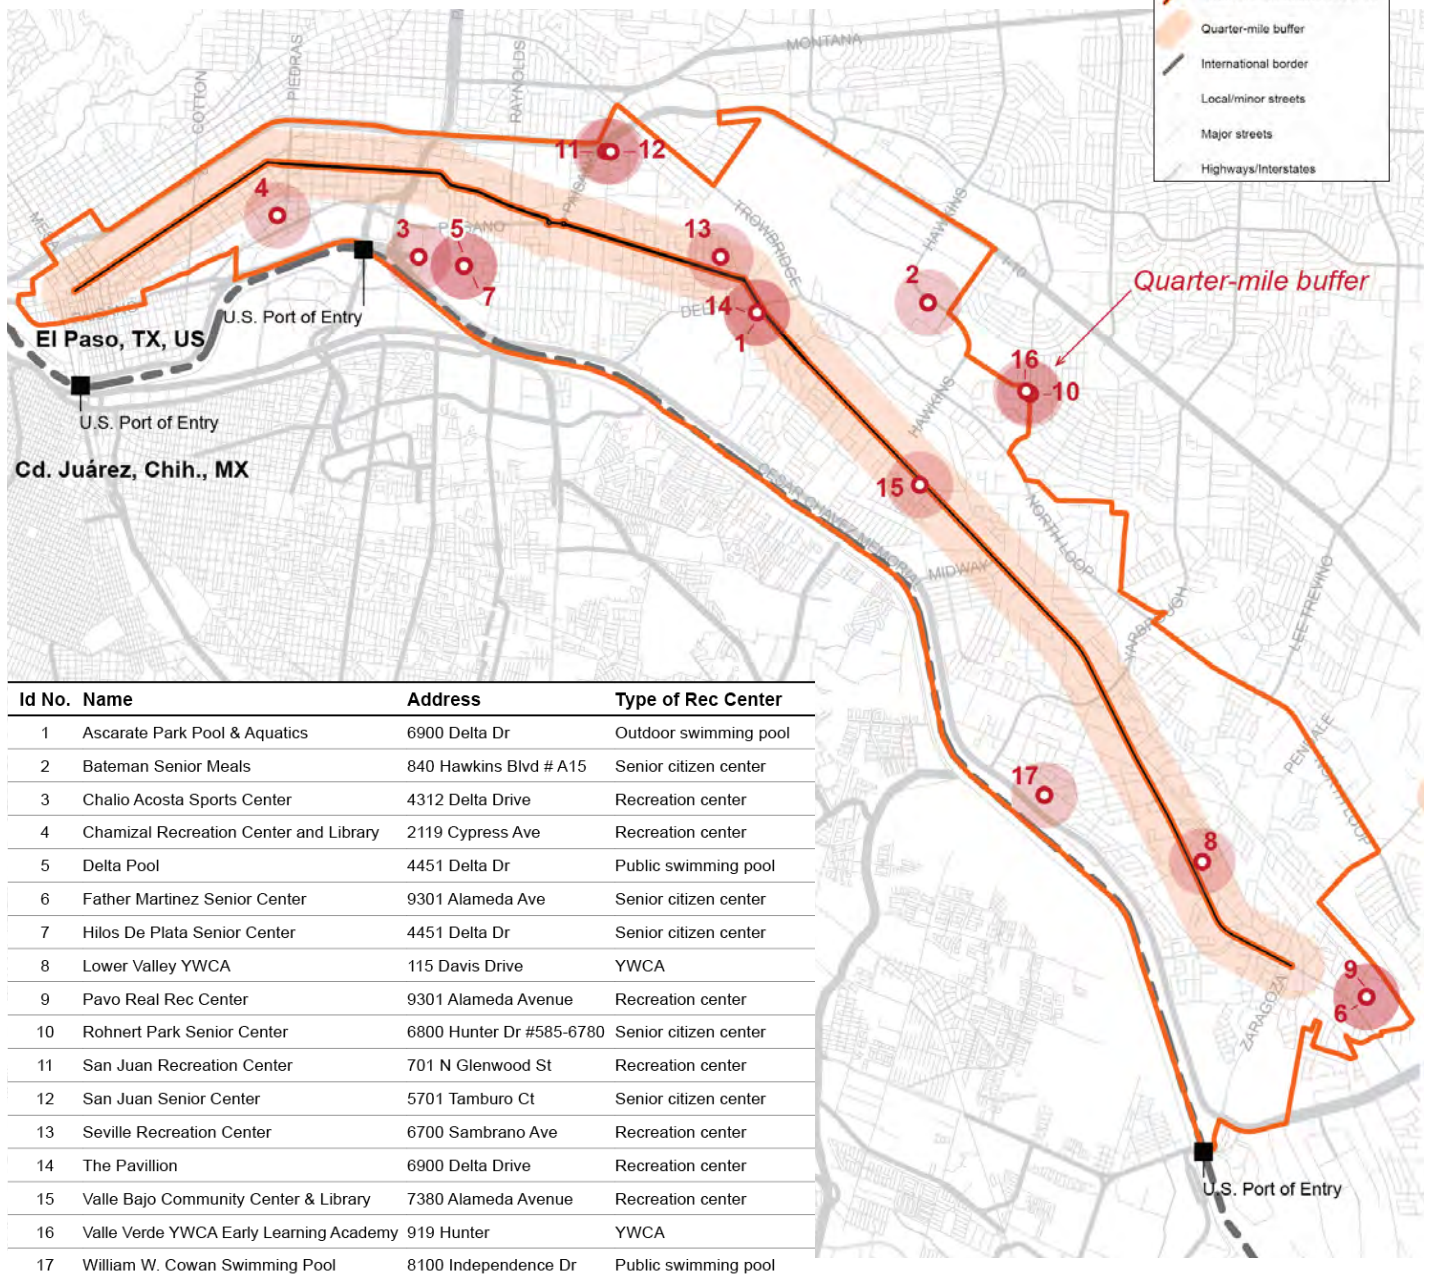 Quarter-mile buffer
International border
Local/minor streets
Major streets
Highways/Interstates
MONTANA
COTTON
PIEDRAS
RAYNOLDS
11
12
PAISANO
4
3
5
7
13
TROWBRIDGE
HAWKINS
I-10
2
Quarter-mile buffer
14
1
16
10
U.S. Port of Entry
El Paso, TX, US
U.S. Port of Entry
Cd. Juárez, Chih., MX
HAWKINS
15
CESAR CHAVEZ MEMORIAL
NORTH LOOP
MIDWAY
YARBROUGH
LEE TREVINO
PENDALE
NORTH LOOP
17
8
ZARAGOZA
9
6
U.S. Port of Entry
Id No. Name Address Type of Rec Center
1 Ascarate Park Pool & Aquatics 6900 Delta Dr Outdoor swimming pool
2 Bateman Senior Meals 840 Hawkins Blvd # A15 Senior citizen center
3 Chalio Acosta Sports Center 4312 Delta Drive Recreation center
4 Chamizal Recreation Center and Library 2119 Cypress Ave Recreation center
5 Delta Pool 4451 Delta Dr Public swimming pool
6 Father Martinez Senior Center 9301 Alameda Ave Senior citizen center
7 Hilos De Plata Senior Center 4451 Delta Dr Senior citizen center
8 Lower Valley YWCA 115 Davis Drive YWCA
9 Pavo Real Rec Center 9301 Alameda Avenue Recreation center
10 Rohnert Park Senior Center 6800 Hunter Dr #585-6780 Senior citizen center
11 San Juan Recreation Center 701 N Glenwood St Recreation center
12 San Juan Senior Center 5701 Tamburo Ct Senior citizen center
13 Seville Recreation Center 6700 Sambrano Ave Recreation center
14 The Pavillion 6900 Delta Drive Recreation center
15 Valle Bajo Community Center & Library 7380 Alameda Avenue Recreation center
16 Valle Verde YWCA Early Learning Academy 919 Hunter YWCA
17 William W. Cowan Swimming Pool 8100 Independence Dr Public swimming pool